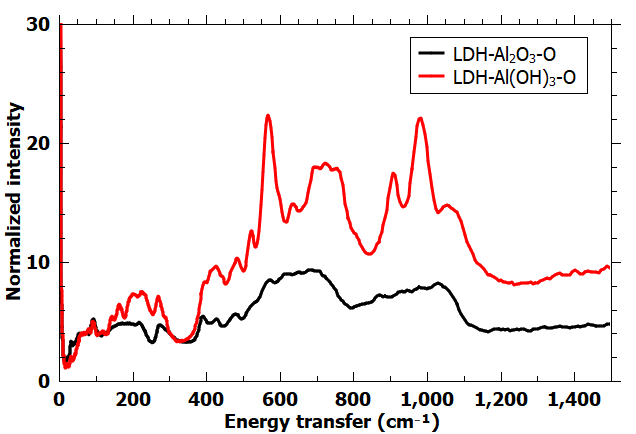 30
LDH-Al₂O₃-O
LDH-Al(OH)₃-O
20
Normalized intensity
10
0
0 200 400 600 800 1,000 1,200 1,400
Energy transfer (cm⁻¹)